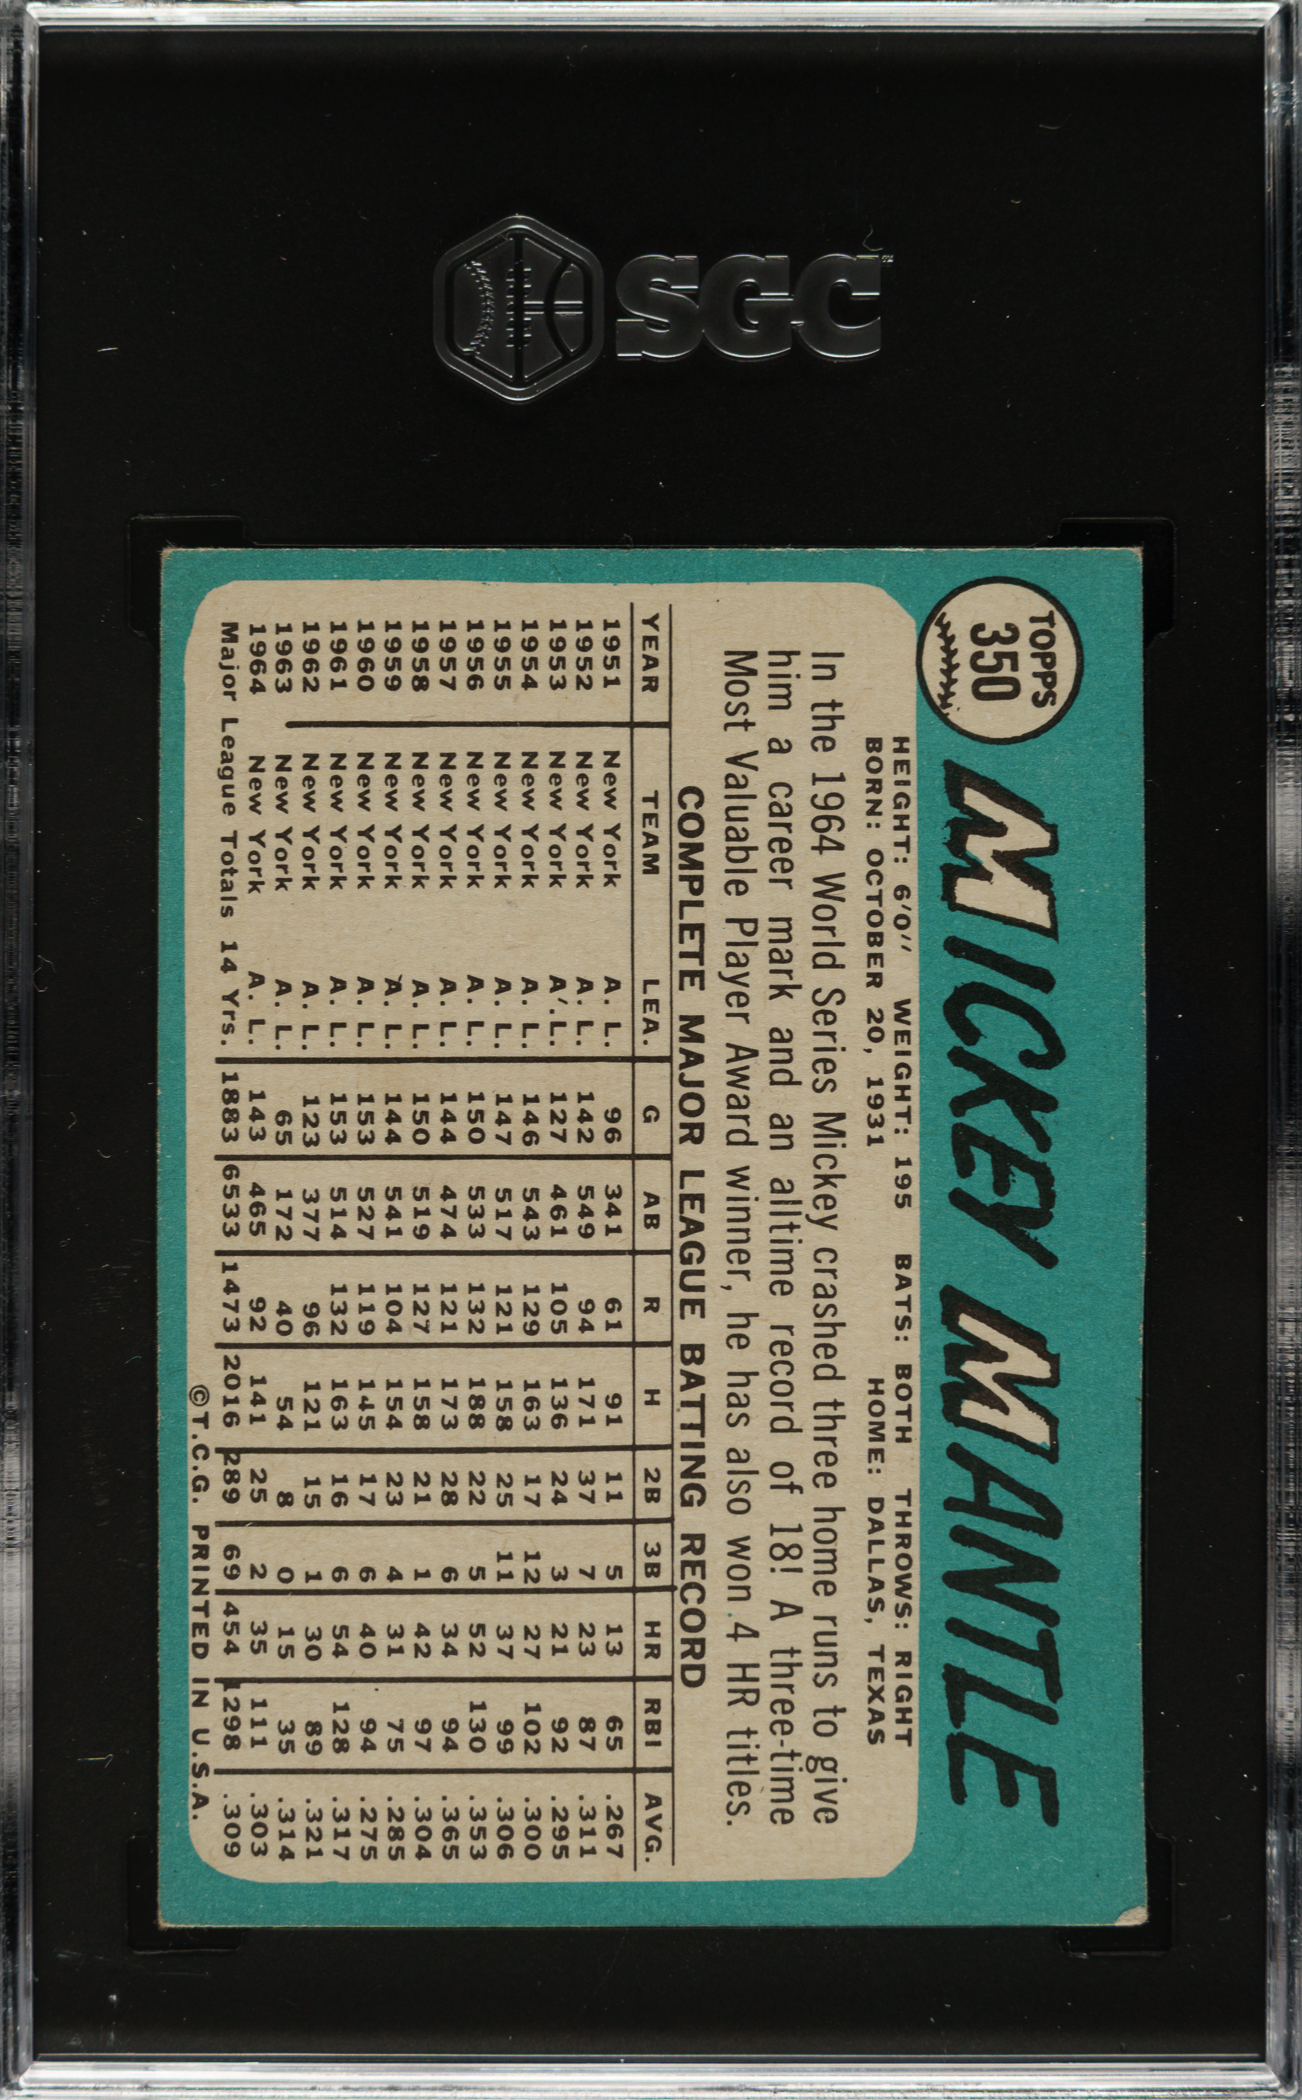 SGC
TOPPS
350
MICKEY MANTLE
HEIGHT: 6'0'' WEIGHT: 195 BATS: BOTH THROWS: RIGHT
BORN: OCTOBER 20, 1931 HOME: DALLAS, TEXAS
In the 1964 World Series Mickey crashed three home runs to give
him a career mark and an alltime record of 18! A three-time
Most Valuable Player Award winner, he has also won 4 HR titles.
COMPLETE MAJOR LEAGUE BATTING RECORD
YEAR TEAM LEA. G AB R H 2B 3B HR RBI AVG.
1951 New York A. L. 96 341 61 91 11 5 13 65 .267
1952 New York A. L. 142 549 94 171 37 7 23 87 .311
1953 New York A. L. 127 461 105 136 24 3 21 92 .295
1954 New York A. L. 146 543 129 163 17 12 27 102 .300
1955 New York A. L. 147 517 121 158 25 11 37 99 .306
1956 New York A. L. 150 533 132 188 22 5 52 130 .353
1957 New York A. L. 144 474 121 173 28 6 34 94 .365
1958 New York A. L. 150 519 127 158 21 1 42 97 .304
1959 New York A. L. 144 541 104 154 23 4 31 75 .285
1960 New York A. L. 153 527 119 145 17 6 40 94 .275
1961 New York A. L. 153 514 132 163 16 6 54 128 .317
1962 New York A. L. 123 377 96 121 15 1 30 89 .321
1963 New York A. L. 65 172 40 54 8 0 15 35 .314
1964 New York A. L. 143 465 92 141 25 2 35 111 .303
Major League Totals 14 Yrs. 1883 6533 1473 2016 289 69 454 1298 .309
©T.C.G. PRINTED IN U.S.A.